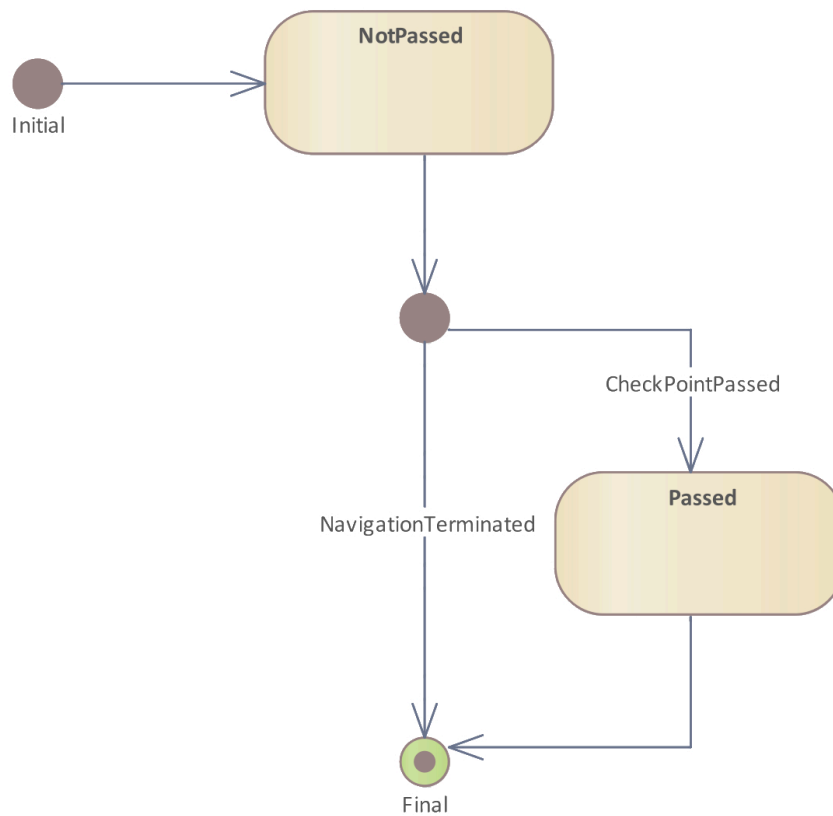 NotPassed
Initial
CheckPointPassed
Passed
NavigationTerminated
Final